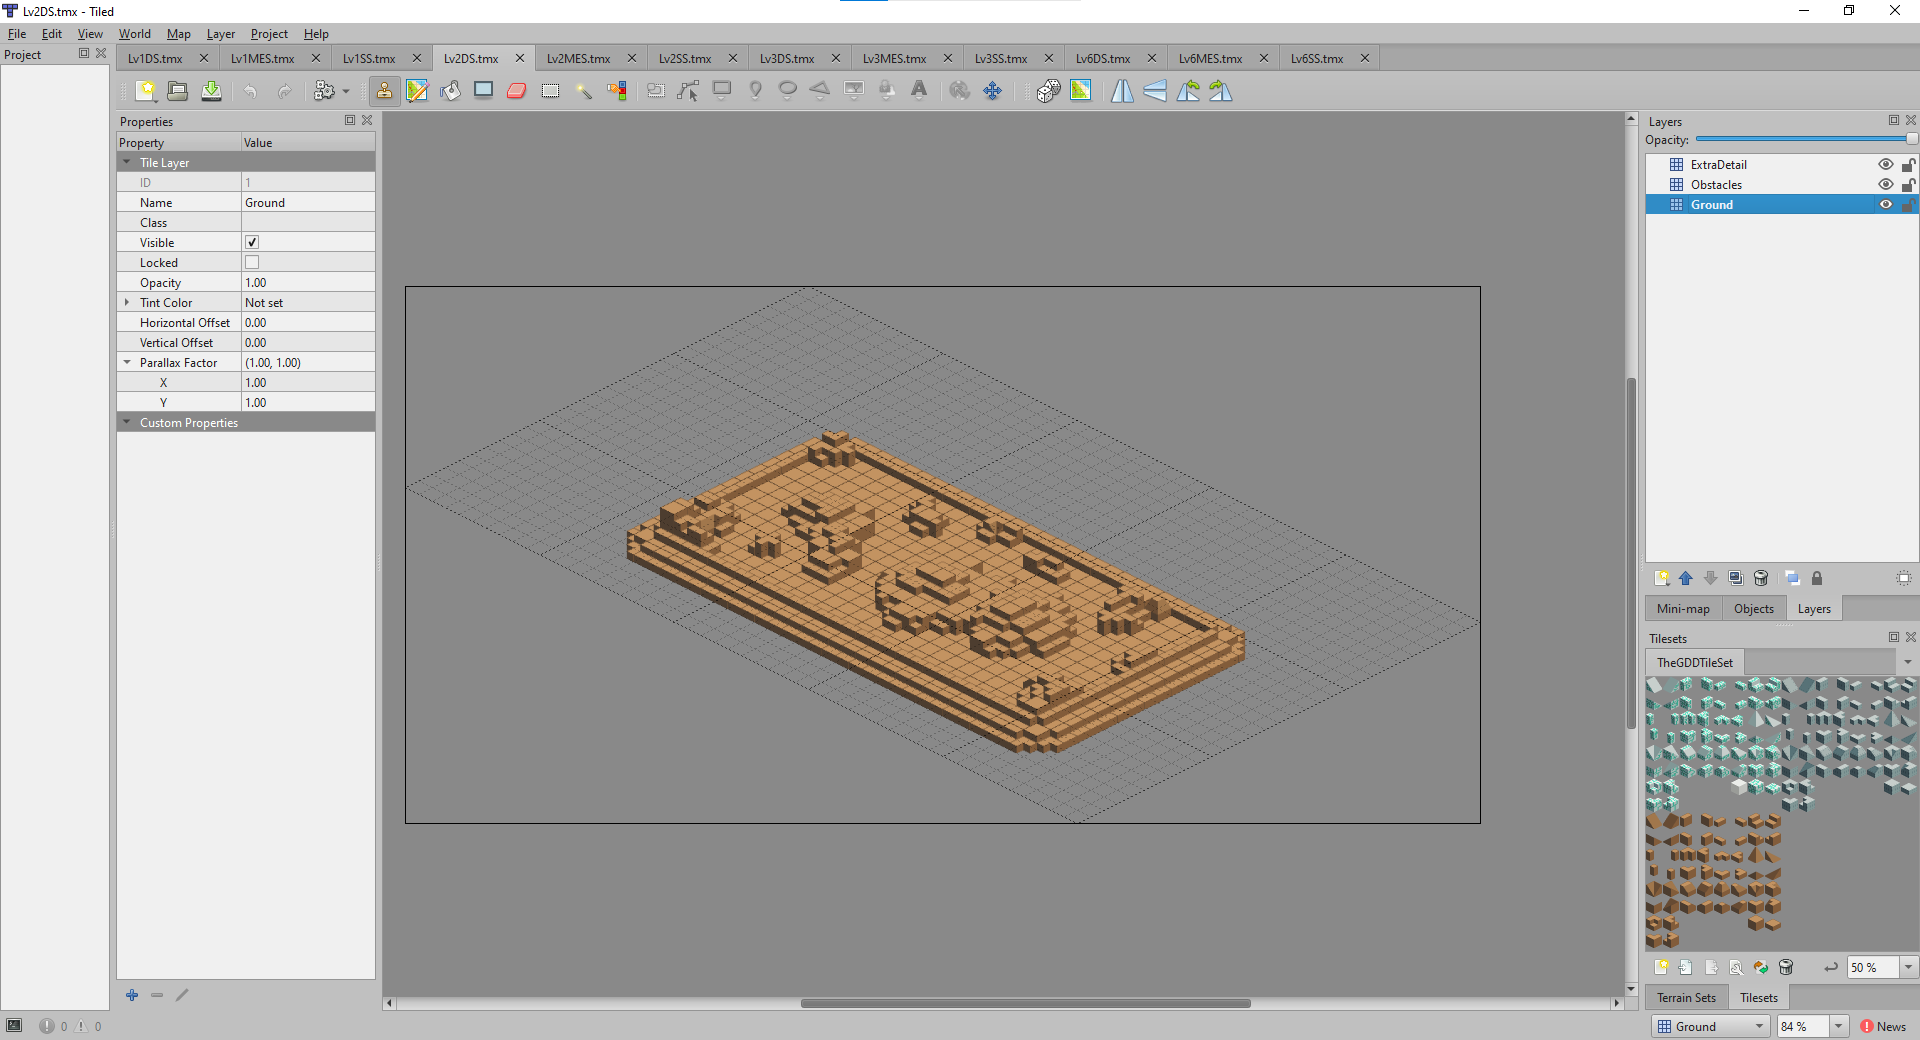 Lv2DS.tmx - Tiled
File Edit View World Map Layer Project Help
Project
Lv1DS.tmx Lv1MES.tmx Lv1SS.tmx Lv2DS.tmx Lv2MES.tmx Lv2SS.tmx Lv3DS.tmx Lv3MES.tmx Lv3SS.tmx Lv6DS.tmx Lv6MES.tmx Lv6SS.tmx
Properties
Property Value
Tile Layer
ID 1
Name Ground
Class
Visible
Locked
Opacity 1.00
Tint Color Not set
Horizontal Offset 0.00
Vertical Offset 0.00
Parallax Factor (1.00, 1.00)
X 1.00
Y 1.00
Custom Properties
Layers
Opacity:
ExtraDetail
Obstacles
Ground
Mini-map Objects Layers
Tilesets
TheGDDTileSet
50 %
Terrain Sets Tilesets
0 0
Ground 84 % News